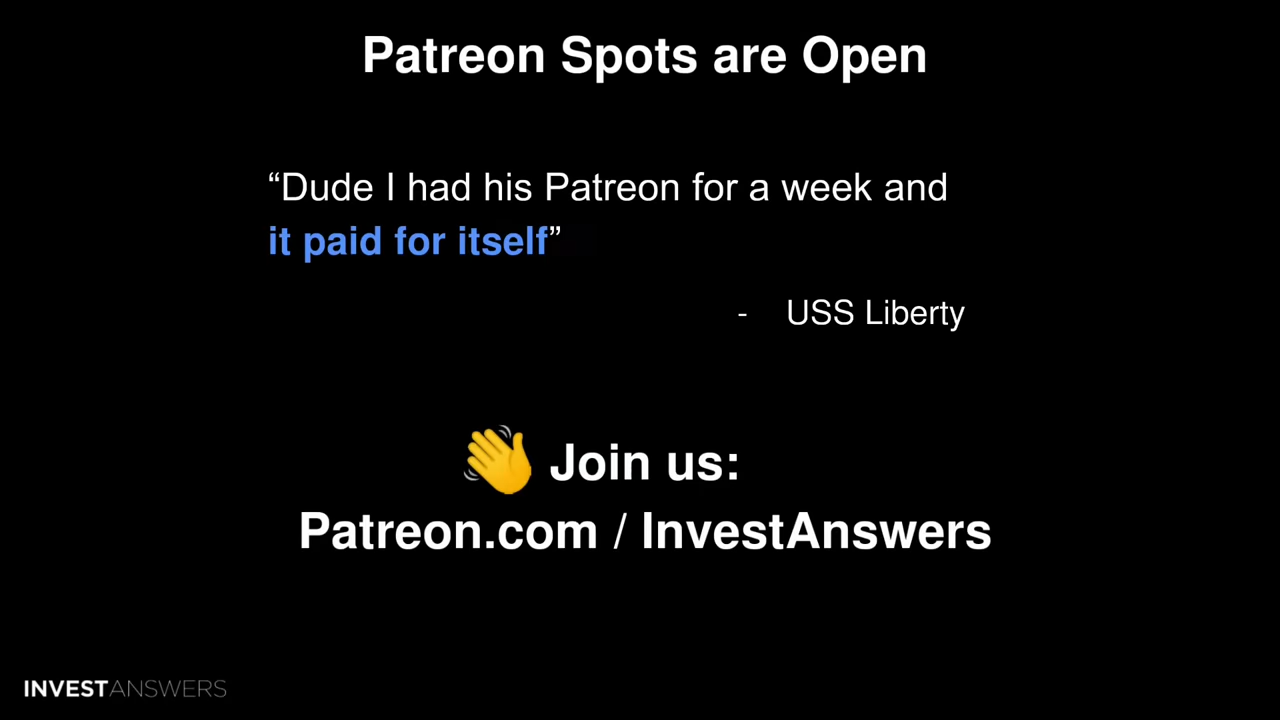 Patreon Spots are Open
“Dude I had his Patreon for a week and
it paid for itself”
- USS Liberty
👋 Join us:
Patreon.com / InvestAnswers
INVESTANSWERS